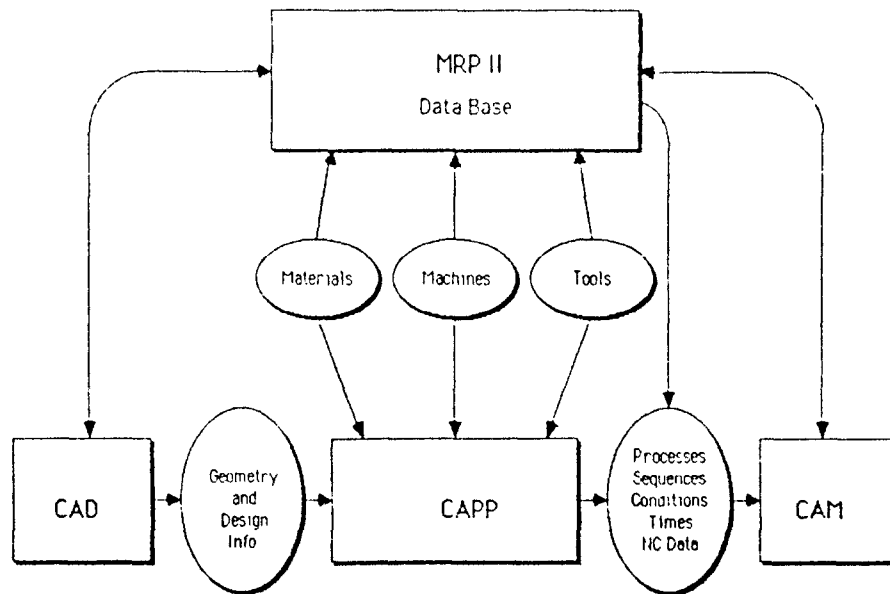 MRP II
Data Base
Materials
Machines
Tools
CAD
Geometry
and
Design
Info
CAPP
Processes
Sequences
Conditions
Times
NC Data
CAM